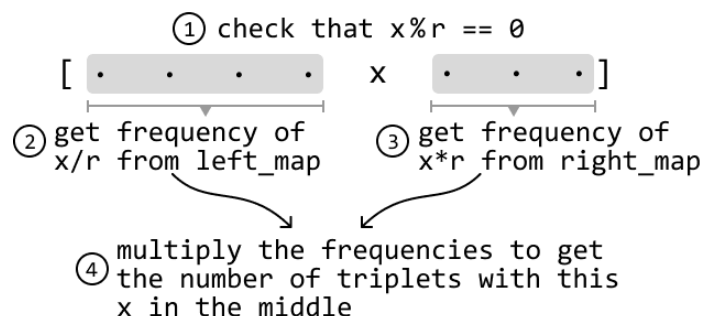 1 check that x%r == 0
[ x ]
2 get frequency of
x/r from left_map
3 get frequency of
x*r from right_map
4 multiply the frequencies to get
the number of triplets with this
x in the middle